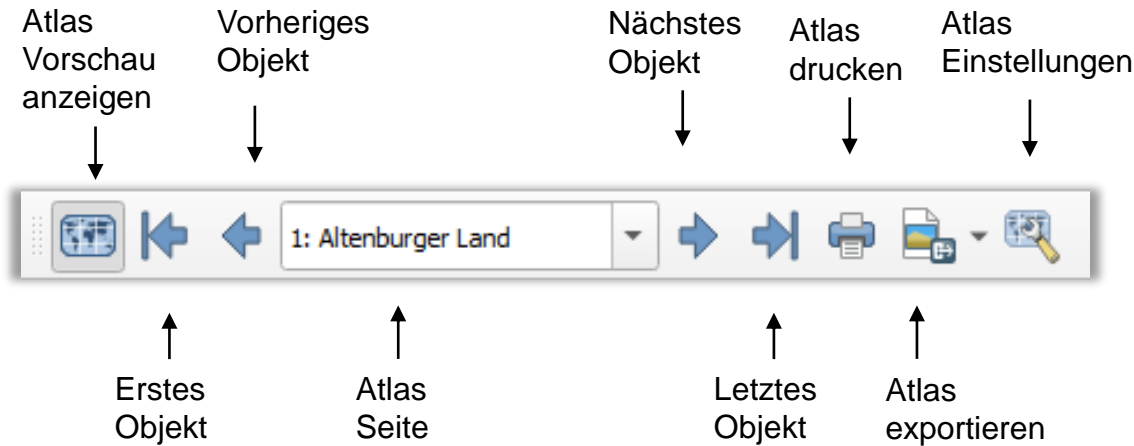 Atlas
Vorschau
anzeigen
Vorheriges
Objekt
Nächstes
Objekt
Atlas
drucken
Atlas
Einstellungen
1: Altenburger Land
Erstes
Objekt
Atlas
Seite
Letztes
Objekt
Atlas
exportieren